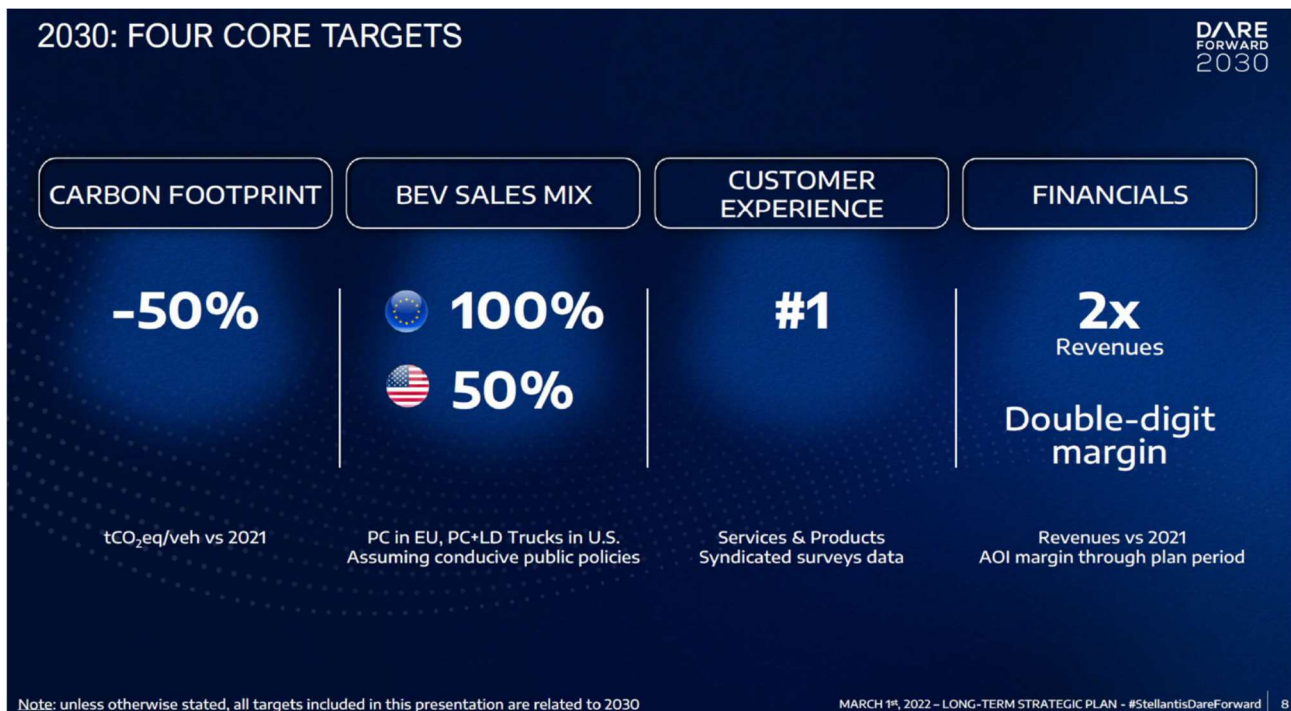 2030: FOUR CORE TARGETS
DARE
FORWARD
2030
CARBON FOOTPRINT
-50%
tCO₂eq/veh vs 2021
BEV SALES MIX
100%
50%
PC in EU, PC+LD Trucks in U.S.
Assuming conducive public policies
CUSTOMER
EXPERIENCE
#1
Services & Products
Syndicated surveys data
FINANCIALS
2x
Revenues
Double-digit
margin
Revenues vs 2021
AOI margin through plan period
Note: unless otherwise stated, all targets included in this presentation are related to 2030
MARCH 1st, 2022 – LONG-TERM STRATEGIC PLAN - #StellantisDareForward | 8